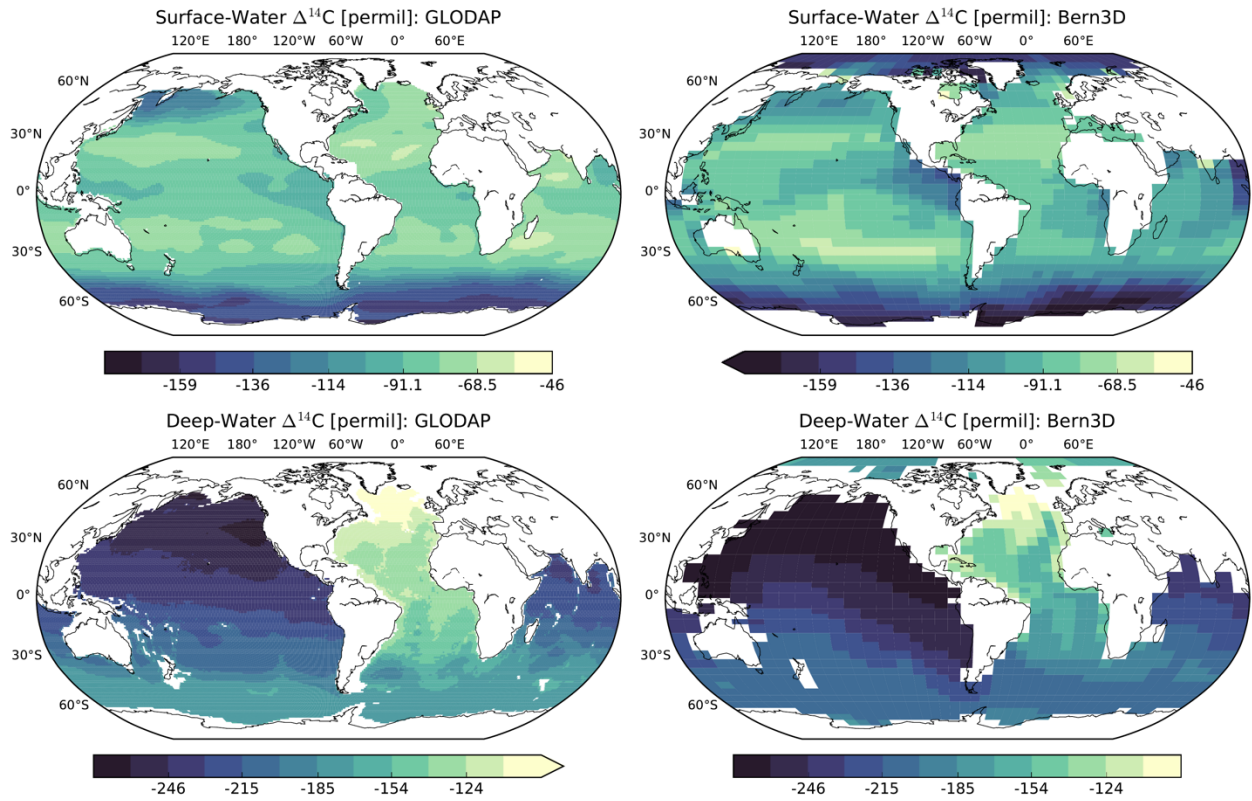 Surface-Water Δ¹⁴C [permil]: GLODAP
120°E 180° 120°W 60°W 0° 60°E
60°N
30°N
0°
30°S
60°S
-159 -136 -114 -91.1 -68.5 -46
Surface-Water Δ¹⁴C [permil]: Bern3D
120°E 180° 120°W 60°W 0° 60°E
60°N
30°N
0°
30°S
60°S
-159 -136 -114 -91.1 -68.5 -46
Deep-Water Δ¹⁴C [permil]: GLODAP
120°E 180° 120°W 60°W 0° 60°E
60°N
30°N
0°
30°S
60°S
-246 -215 -185 -154 -124
Deep-Water Δ¹⁴C [permil]: Bern3D
120°E 180° 120°W 60°W 0° 60°E
60°N
30°N
0°
30°S
60°S
-246 -215 -185 -154 -124